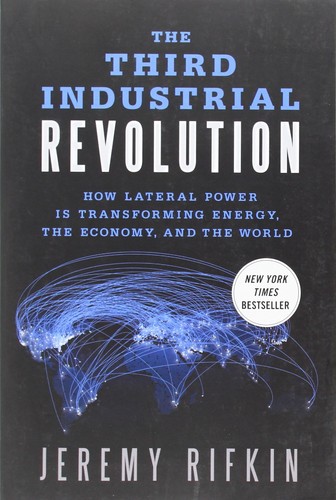 THE
THIRD
INDUSTRIAL
REVOLUTION
HOW LATERAL POWER
IS TRANSFORMING ENERGY,
THE ECONOMY, AND THE WORLD
NEW YORK
TIMES
BESTSELLER
JEREMY RIFKIN